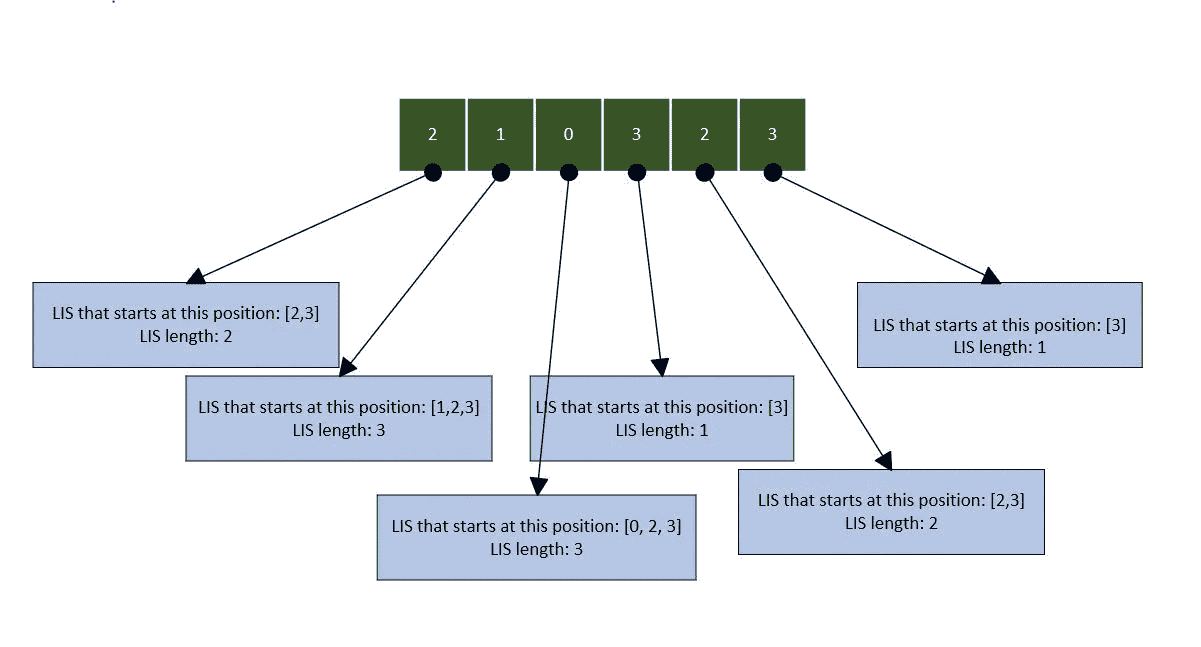 2 1 0 3 2 3
LIS that starts at this position: [2,3]
LIS length: 2
LIS that starts at this position: [3]
LIS length: 1
LIS that starts at this position: [1,2,3]
LIS length: 3
LIS that starts at this position: [3]
LIS length: 1
LIS that starts at this position: [0, 2, 3]
LIS length: 3
LIS that starts at this position: [2,3]
LIS length: 2